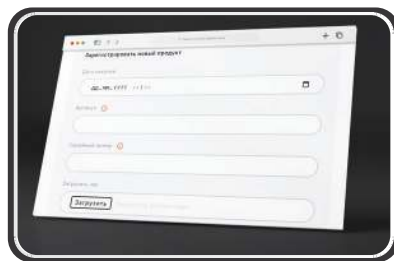 Зарегистрировать новый продукт
Дата покупки
дд.мм.гггг --:--
Артикул
Серийный номер
Загрузить чек
Загрузить